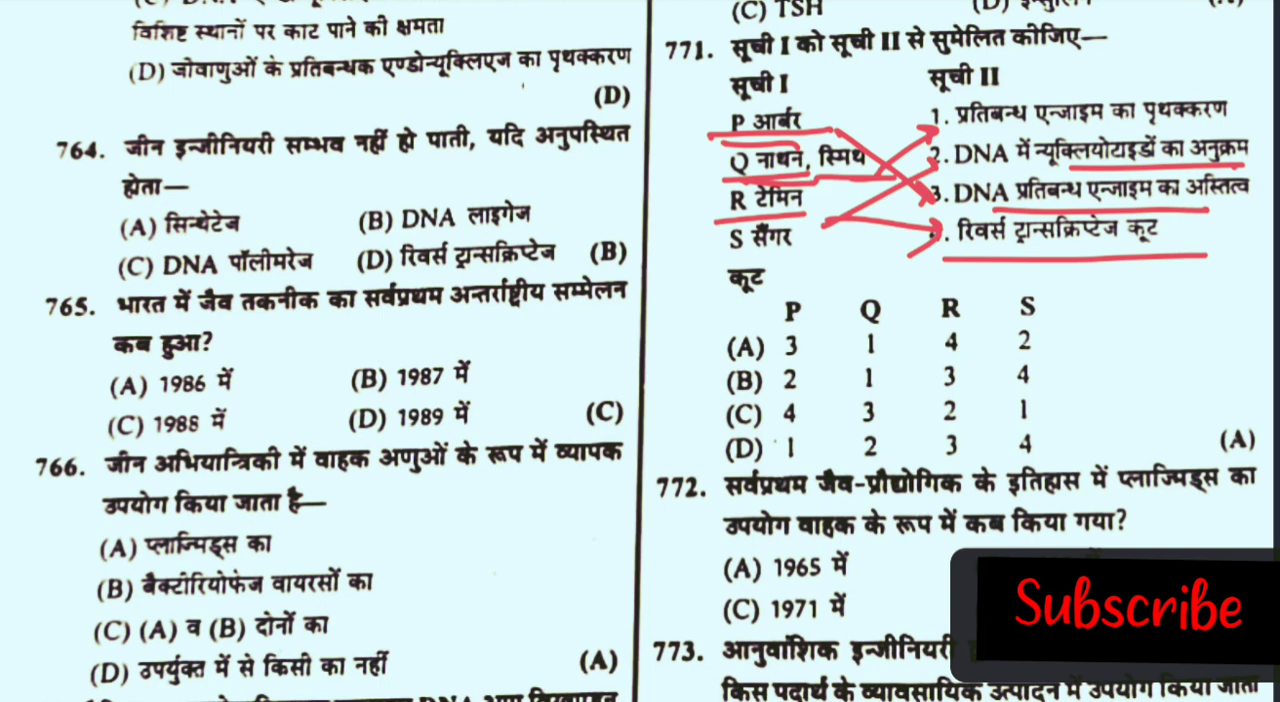 विशिष्ट स्थानों पर काट पाने की क्षमता
(D) जोवाणुओं के प्रतिबन्धक एण्डोन्यूक्लिएज का पृथक्करण
(D)
764. जीन इन्जीनियरी सम्भव नहीं हो पाती, यदि अनुपस्थित
होता—
(A) सिन्थेटेज (B) DNA लाइगेज
(C) DNA पॉलीमरेज (D) रिवर्स ट्रान्सक्रिप्टेज (B)
765. भारत में जैव तकनीक का सर्वप्रथम अन्तर्राष्ट्रीय सम्मेलन
कब हुआ?
(A) 1986 में (B) 1987 में
(C) 1988 में (D) 1989 में (C)
766. जीन अभियान्त्रिकी में वाहक अणुओं के रूप में व्यापक
उपयोग किया जाता है—
(A) प्लाज्मिड्स का
(B) बैक्टीरियोफेज वायरसों का
(C) (A) व (B) दोनों का
(D) उपर्युक्त में से किसी का नहीं (A)
(C) TSH
771. सूची I को सूची II से सुमेलित कीजिए—
सूची I सूची II
P आर्बर 1. प्रतिबन्ध एन्जाइम का पृथक्करण
Q नाथन, स्मिथ 2. DNA में न्यूक्लियोटाइडों का अनुक्रम
R टेमिन 3. DNA प्रतिबन्ध एन्जाइम का अस्तित्व
S सैंगर . रिवर्स ट्रान्सक्रिप्टेज कूट
कूट
P Q R S
(A) 3 1 4 2
(B) 2 1 3 4
(C) 4 3 2 1
(D) 1 2 3 4 (A)
772. सर्वप्रथम जैव-प्रौद्योगिक के इतिहास में प्लाज्मिड्स का
उपयोग वाहक के रूप में कब किया गया?
(A) 1965 में
(C) 1971 में
773. आनुवांशिक इन्जीनियरी
किस पदार्थ के व्यावसायिक उत्पादन में उपयोग किया जाता
Subscribe